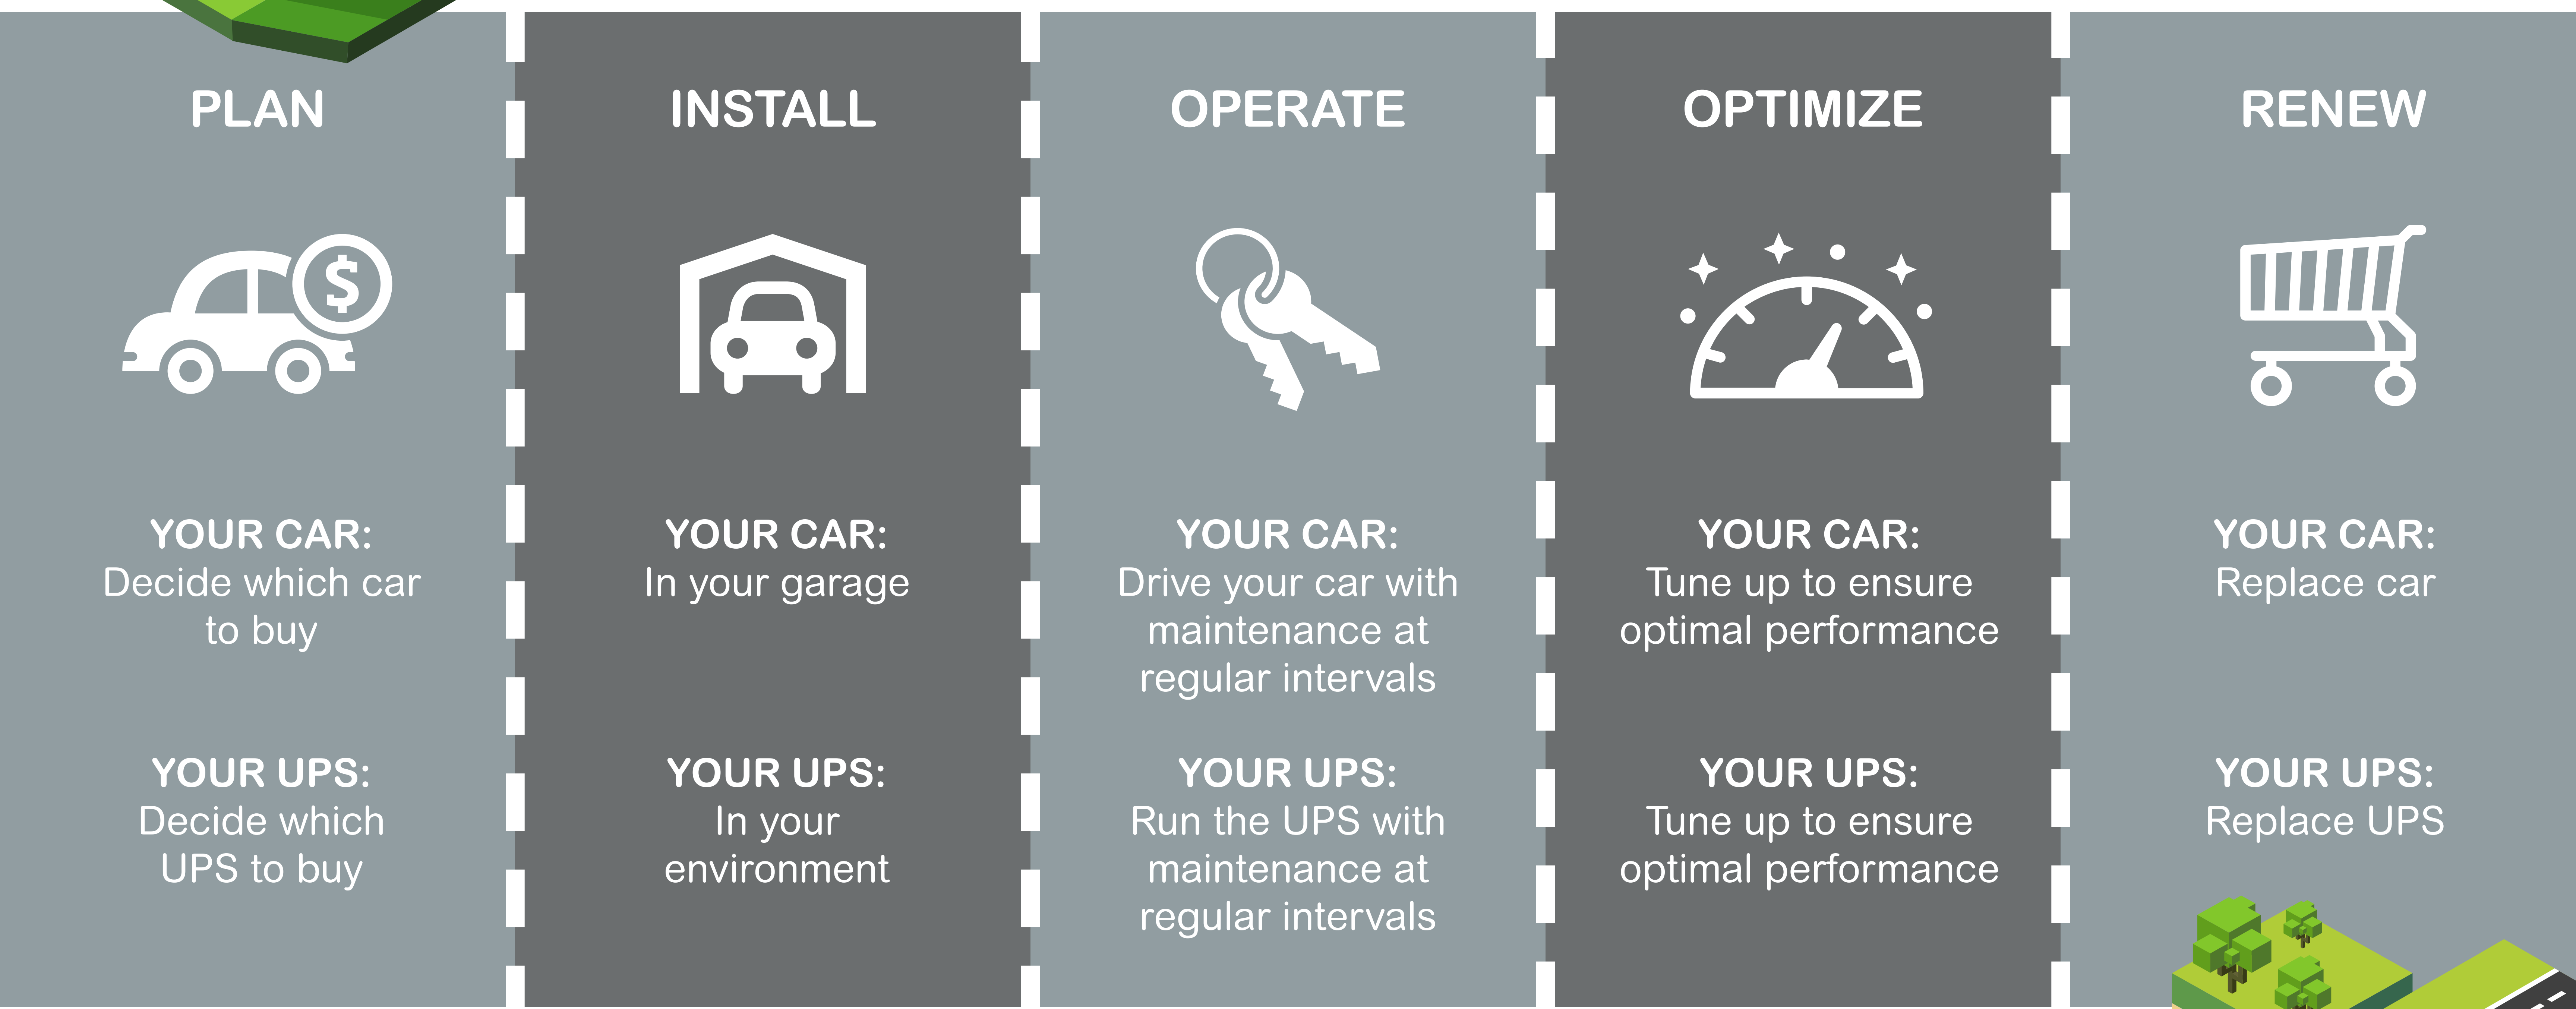 PLAN
$
YOUR CAR:
Decide which car
to buy
YOUR UPS:
Decide which
UPS to buy
INSTALL
YOUR CAR:
In your garage
YOUR UPS:
In your
environment
OPERATE
YOUR CAR:
Drive your car with
maintenance at
regular intervals
YOUR UPS:
Run the UPS with
maintenance at
regular intervals
OPTIMIZE
YOUR CAR:
Tune up to ensure
optimal performance
YOUR UPS:
Tune up to ensure
optimal performance
RENEW
YOUR CAR:
Replace car
YOUR UPS:
Replace UPS